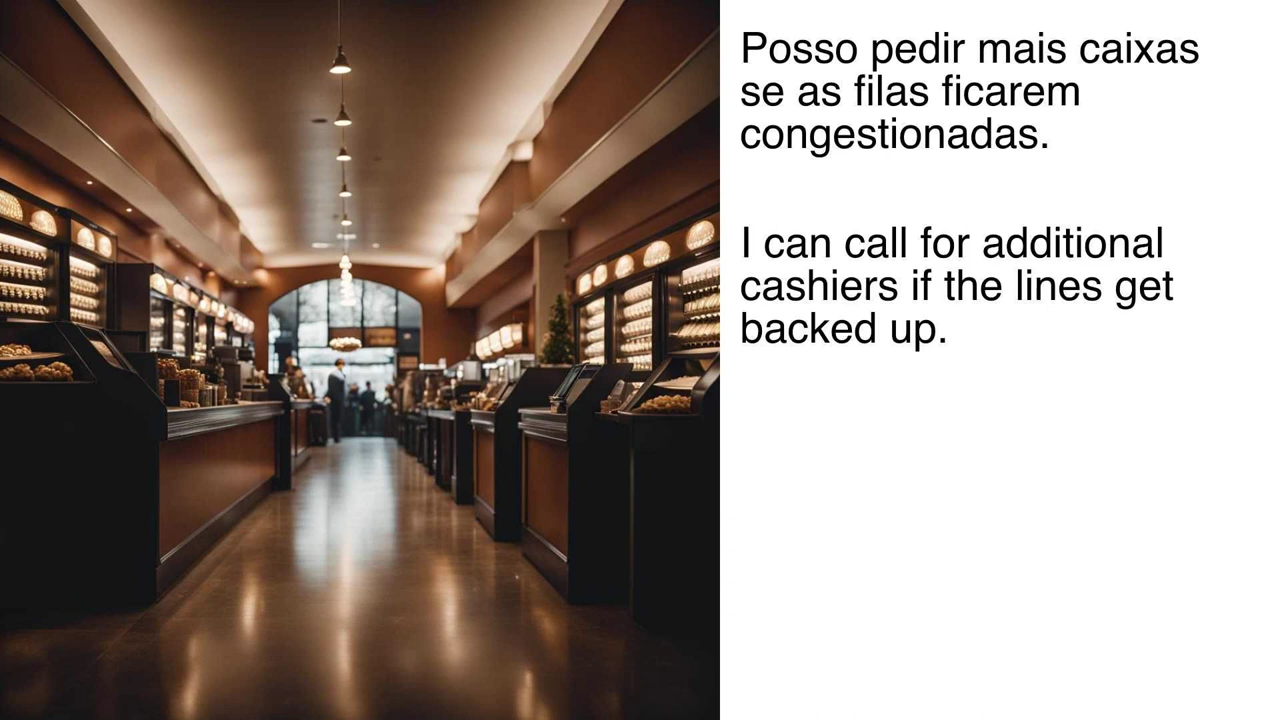 Posso pedir mais caixas
se as filas ficarem
congestionadas.
I can call for additional
cashiers if the lines get
backed up.